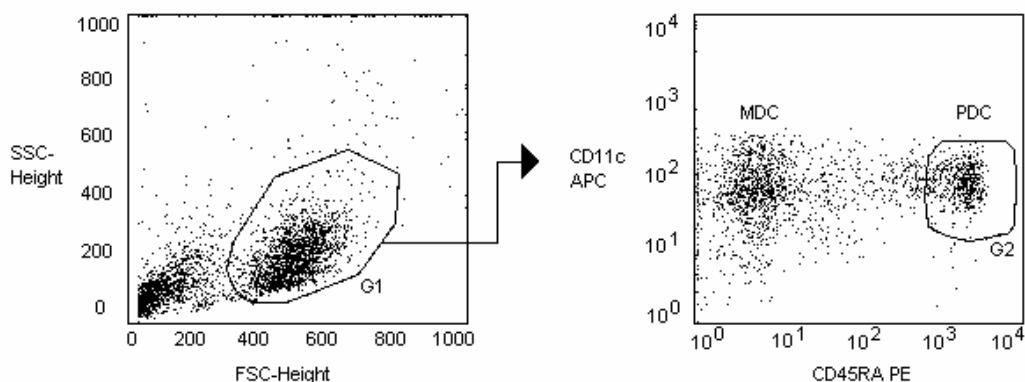 1000
800
600
400
200
0
SSC-
Height
G1
0 200 400 600 800 1000
FSC-Height
10^4
10^3
10^2
10^1
10^0
CD11c
APC
MDC PDC
G2
10^0 10^1 10^2 10^3 10^4
CD45RA PE